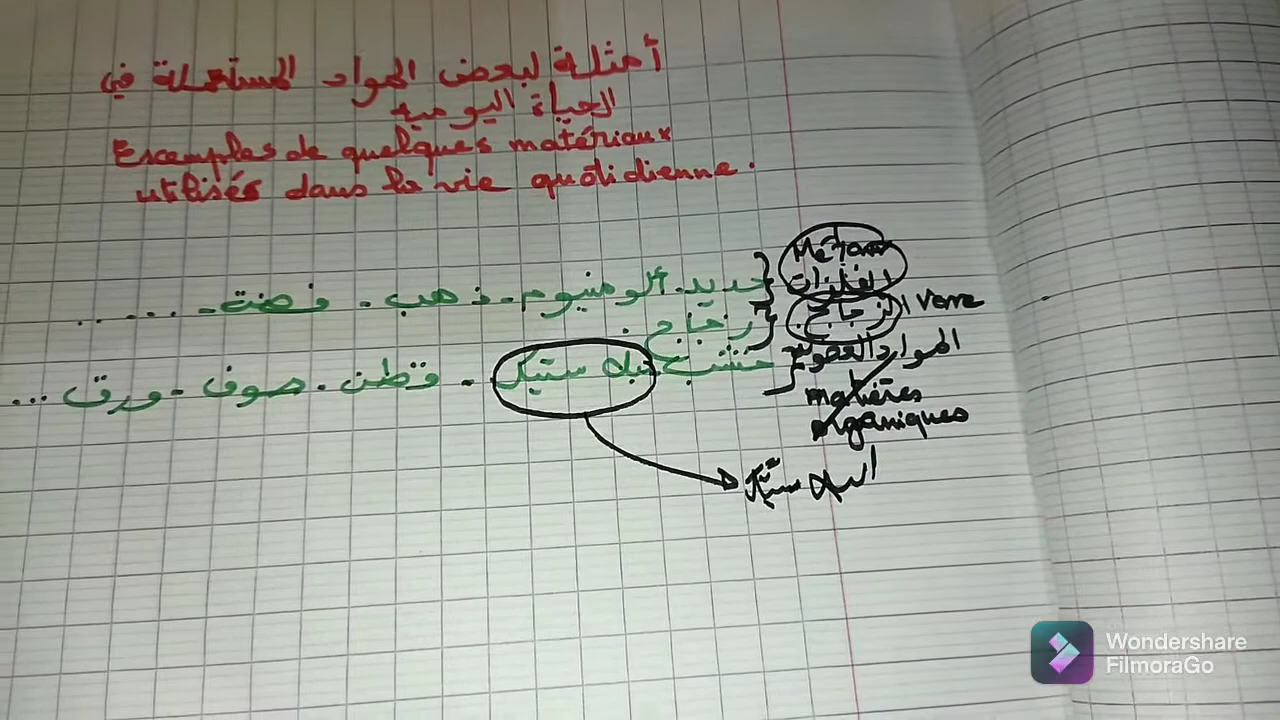 أمثلة لبعض المواد المستعملة في
الحياة اليومية
Exemples de quelques matériaux
utilisés dans la vie quotidienne.
Métaux
الفلزات
حديد - ألومنيوم - ذهب - فضة - .....
الزجاج Verre
زجاج.
المواد العضوية
خشب - بلاستيك - قطن - صوف - ورق ...
matières
organiques
البلاستيك
Wondershare
FilmoraGo